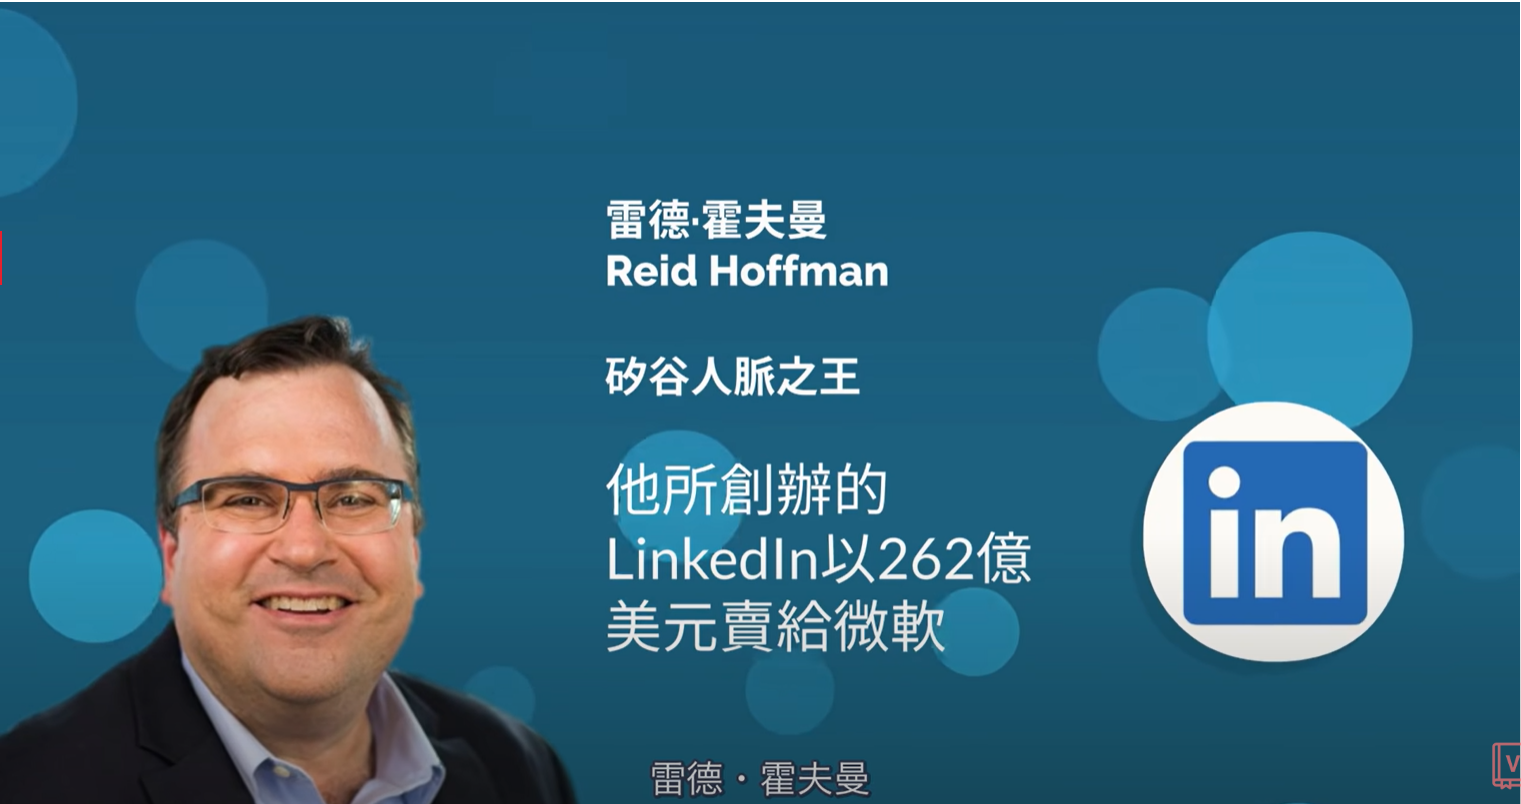 雷德·霍夫曼
Reid Hoffman
矽谷人脈之王
他所創辦的
LinkedIn以262億
美元賣給微軟
in
雷德・霍夫曼
V